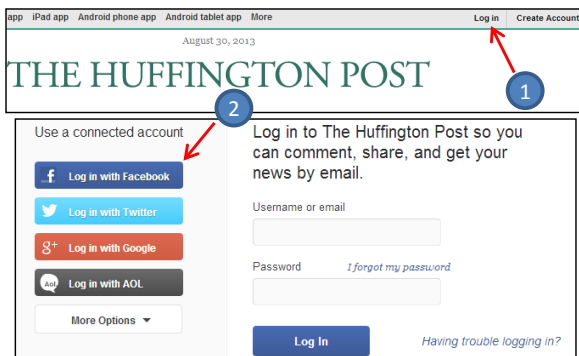 app iPad app Android phone app Android tablet app More Log in Create Account
August 30, 2013
THE HUFFINGTON POST
1
2
Use a connected account
f Log in with Facebook
Log in with Twitter
g+ Log in with Google
Aol. Log in with AOL
More Options
Log in to The Huffington Post so you
can comment, share, and get your
news by email.
Username or email
Password I forgot my password
Log In Having trouble logging in?